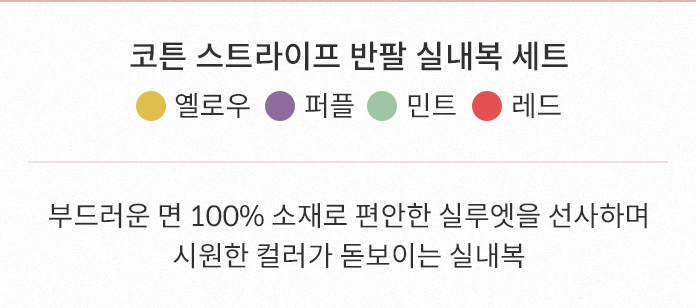 코튼 스트라이프 반팔 실내복 세트
옐로우 퍼플 민트 레드
부드러운 면 100% 소재로 편안한 실루엣을 선사하며
시원한 컬러가 돋보이는 실내복